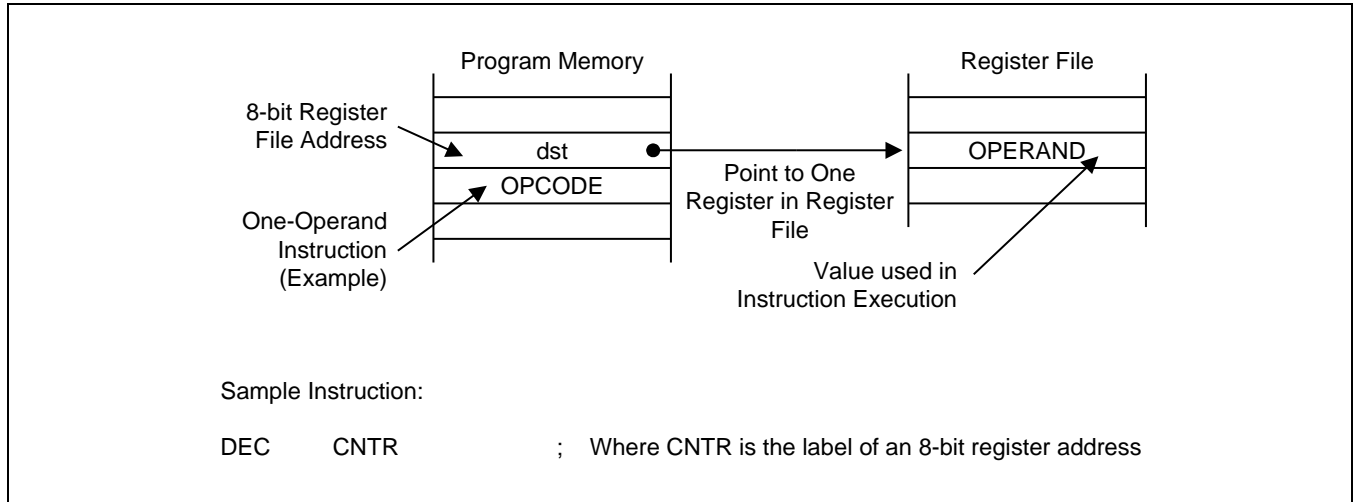 Program Memory
Register File
8-bit Register
File Address
dst
OPERAND
OPCODE
Point to One
Register in Register
File
One-Operand
Instruction
(Example)
Value used in
Instruction Execution
Sample Instruction:
DEC CNTR ; Where CNTR is the label of an 8-bit register address